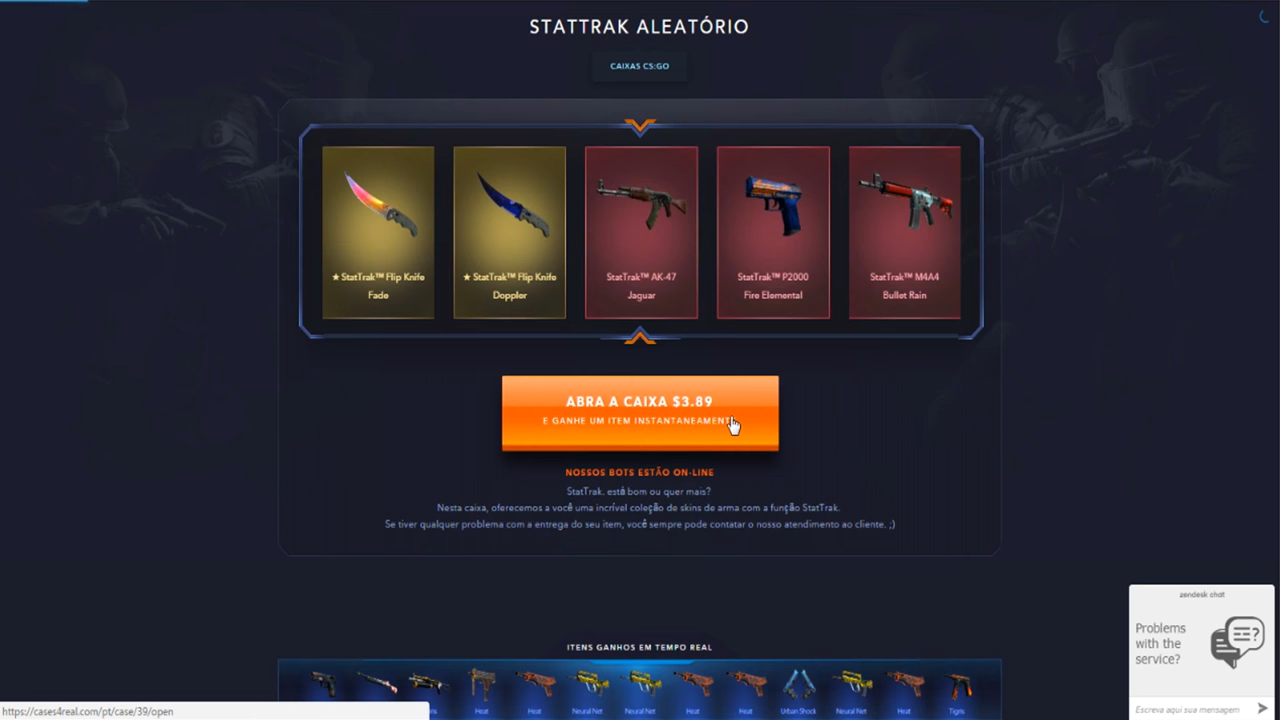 STATTRAK ALEATÓRIO
CAIXAS CS:GO
★ StatTrak™ Flip Knife
Fade
★ StatTrak™ Flip Knife
Doppler
StatTrak™ AK-47
Jaguar
StatTrak™ P2000
Fire Elemental
StatTrak™ M4A4
Bullet Rain
ABRA A CAIXA $3.89
E GANHE UM ITEM INSTANTANEAMENT
NOSSOS BOTS ESTÃO ON-LINE
StatTrak, está bom ou quer mais?
Nesta caixa, oferecemos a você uma incrível coleção de skins de arma com a função StatTrak.
Se tiver qualquer problema com a entrega do seu item, você sempre pode contatar o nosso atendimento ao cliente. ;)
zendesk chat
Problems
with the
service?
Escreva aqui sua mensagem
ITENS GANHOS EM TEMPO REAL
Heat
Heat
Neural Net
Neural Net
Heat
Heat
Urban Shock
Neural Net
Heat
Tigris
https://cases4real.com/pt/case/39/open